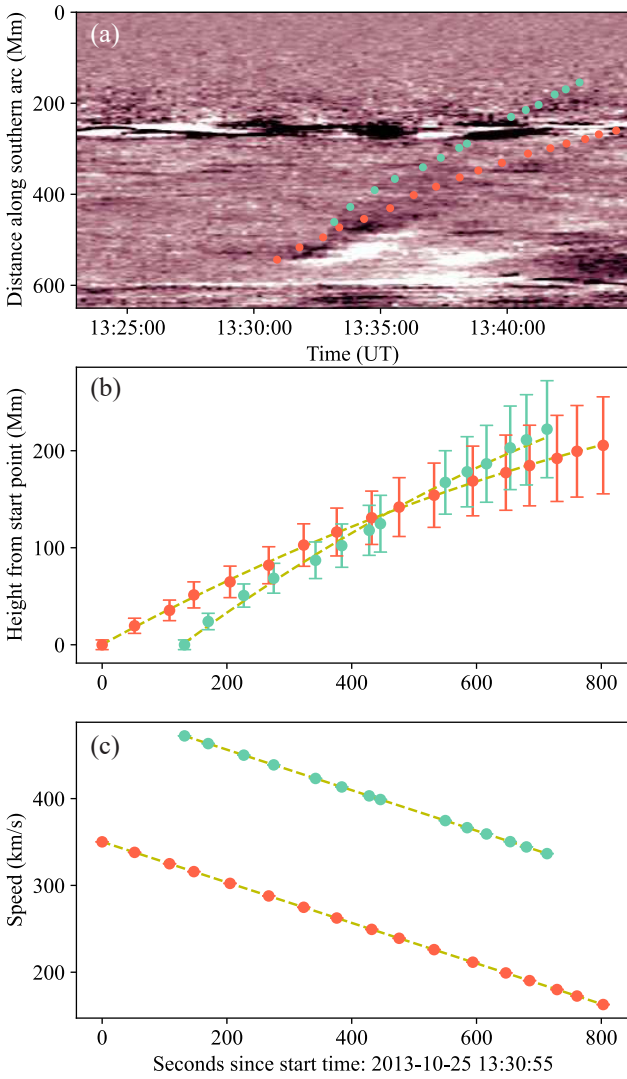 (a)
Distance along southern arc (Mm)
0
200
400
600
13:25:00 13:30:00 13:35:00 13:40:00
Time (UT)
(b)
Height from start point (Mm)
200
100
0
0 200 400 600 800
(c)
Speed (km/s)
400
300
200
0 200 400 600 800
Seconds since start time: 2013-10-25 13:30:55